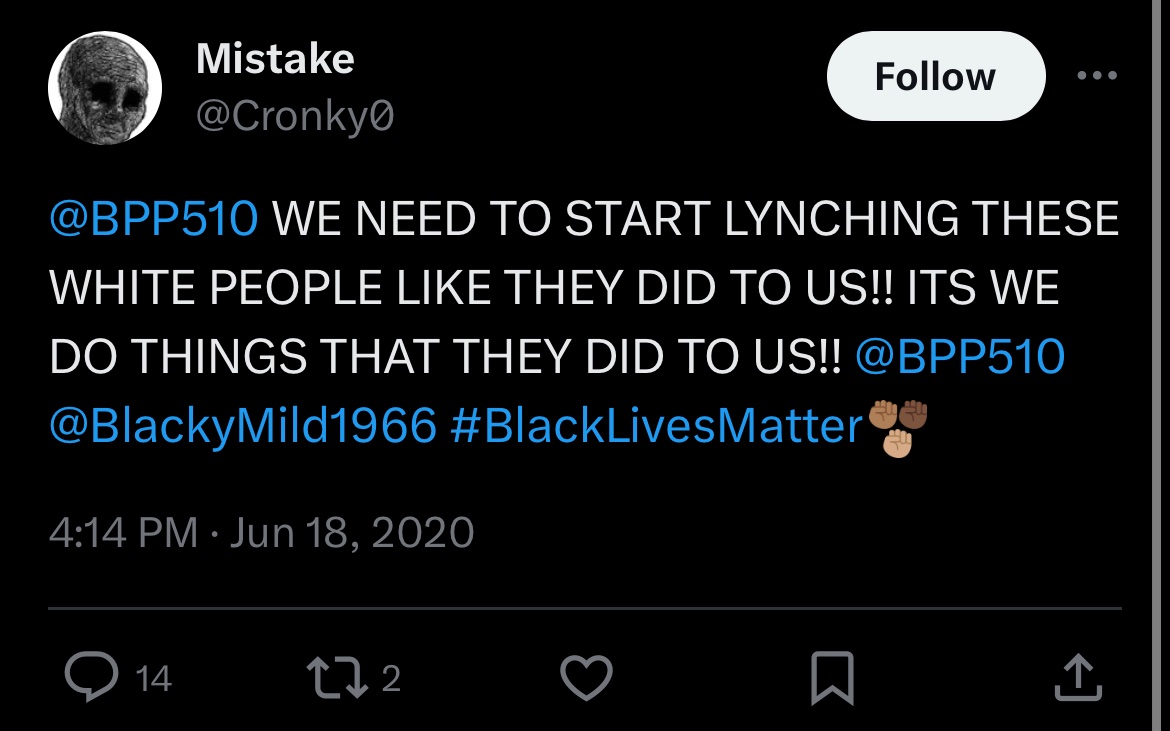 Mistake
@Cronky0
Follow
@BPP510 WE NEED TO START LYNCHING THESE
WHITE PEOPLE LIKE THEY DID TO US!! ITS WE
DO THINGS THAT THEY DID TO US!! @BPP510
@BlackyMild1966 #BlackLivesMatter
4:14 PM · Jun 18, 2020
14
2